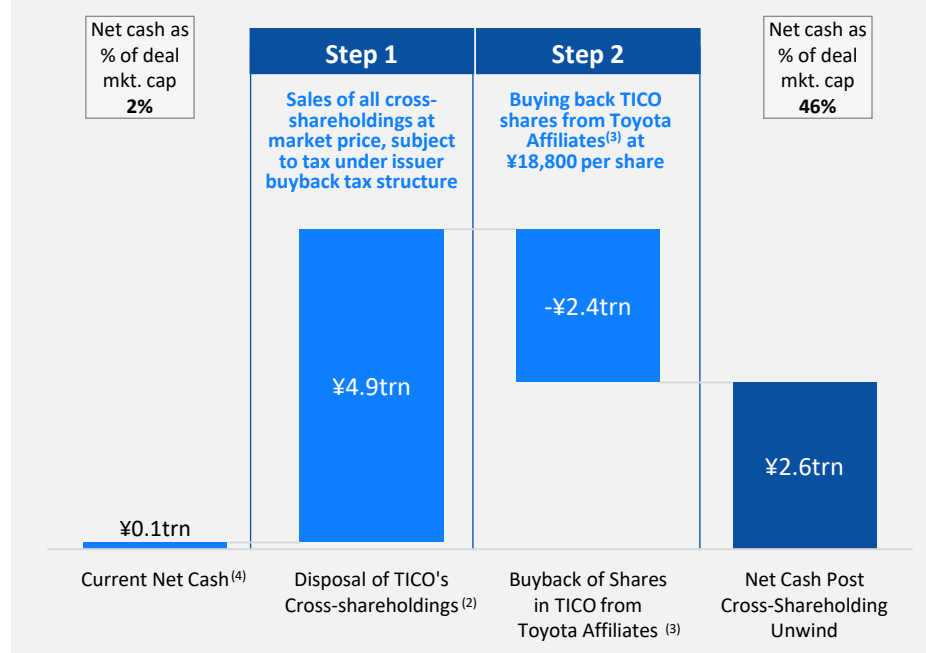 Net cash as
% of deal
mkt. cap
2%
Step 1
Step 2
Net cash as
% of deal
mkt. cap
46%
Sales of all cross-
shareholdings at
market price, subject
to tax under issuer
buyback tax structure
Buying back TICO
shares from Toyota
Affiliates(3) at
¥18,800 per share
-¥2.4trn
¥4.9trn
¥2.6trn
¥0.1trn
Current Net Cash(4)
Disposal of TICO's
Cross-shareholdings(2)
Buyback of Shares
in TICO from
Toyota Affiliates (3)
Net Cash Post
Cross-Shareholding
Unwind